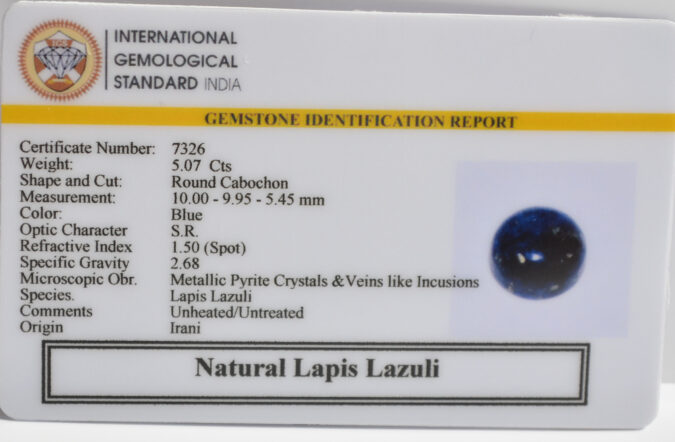 INTERNATIONAL
GEMOLOGICAL
STANDARD INDIA
GEMSTONE IDENTIFICATION REPORT
Certificate Number: 7326
Weight: 5.07 Cts
Shape and Cut: Round Cabochon
Measurement: 10.00 - 9.95 - 5.45 mm
Color: Blue
Optic Character S.R.
Refractive Index 1.50 (Spot)
Specific Gravity 2.68
Microscopic Obr. Metallic Pyrite Crystals &Veins like Incusions
Species. Lapis Lazuli
Comments Unheated/Untreated
Origin Irani
Natural Lapis Lazuli